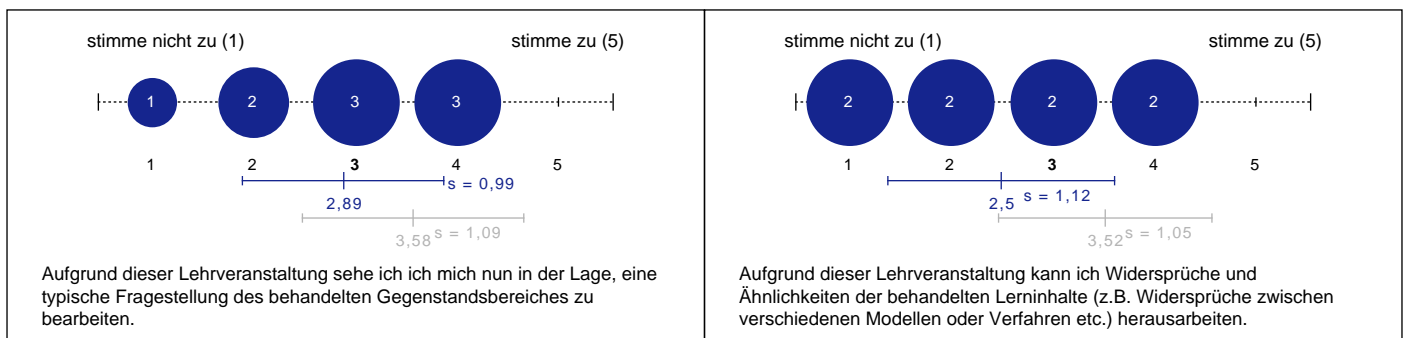 stimme nicht zu (1) stimme zu (5)
1 2 3 3
1 2 3 4 5
s = 0,99
2,89
s = 1,09
3,58
Aufgrund dieser Lehrveranstaltung sehe ich ich mich nun in der Lage, eine
typische Fragestellung des behandelten Gegenstandsbereiches zu
bearbeiten.
stimme nicht zu (1) stimme zu (5)
2 2 2 2
1 2 3 4 5
s = 1,12
2,5
s = 1,05
3,52
Aufgrund dieser Lehrveranstaltung kann ich Widersprüche und
Ähnlichkeiten der behandelten Lerninhalte (z.B. Widersprüche zwischen
verschiedenen Modellen oder Verfahren etc.) herausarbeiten.